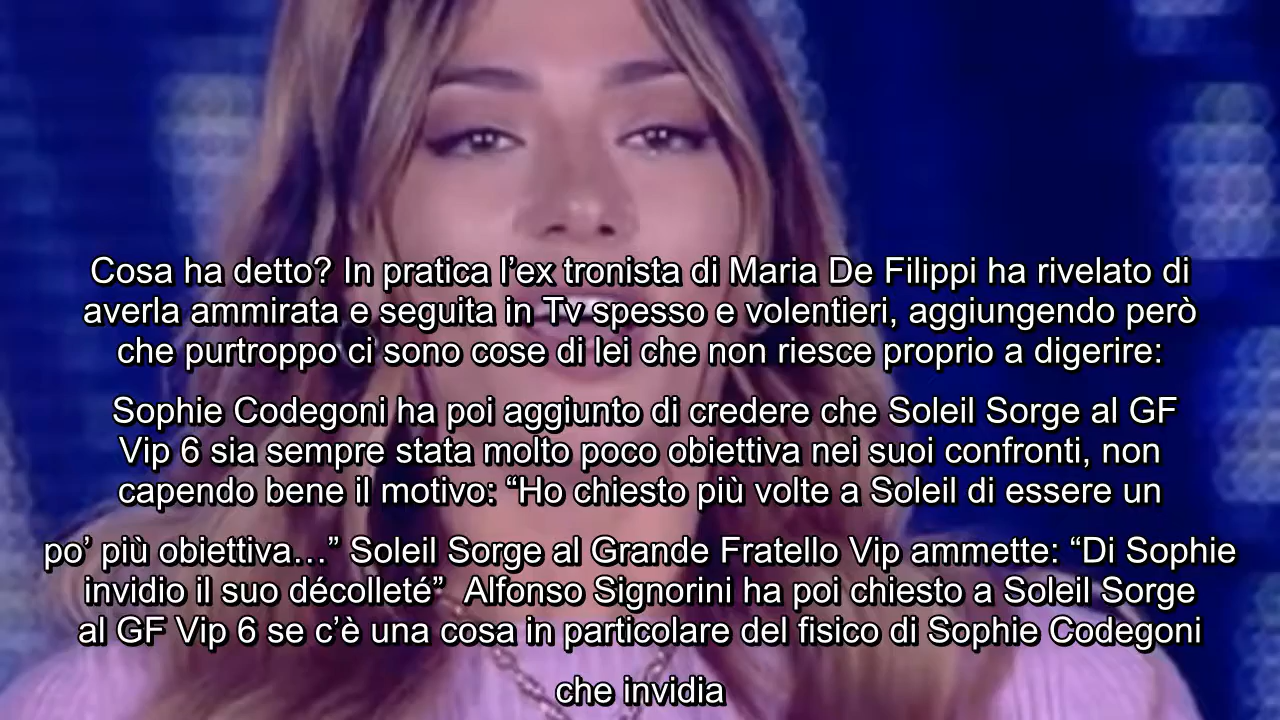 Cosa ha detto? In pratica l’ex tronista di Maria De Filippi ha rivelato di
averla ammirata e seguita in Tv spesso e volentieri, aggiungendo però
che purtroppo ci sono cose di lei che non riesce proprio a digerire:
Sophie Codegoni ha poi aggiunto di credere che Soleil Sorge al GF
Vip 6 sia sempre stata molto poco obiettiva nei suoi confronti, non
capendo bene il motivo: “Ho chiesto più volte a Soleil di essere un
po’ più obiettiva…” Soleil Sorge al Grande Fratello Vip ammette: “Di Sophie
invidio il suo décolleté”  Alfonso Signorini ha poi chiesto a Soleil Sorge
al GF Vip 6 se c’è una cosa in particolare del fisico di Sophie Codegoni
che invidia